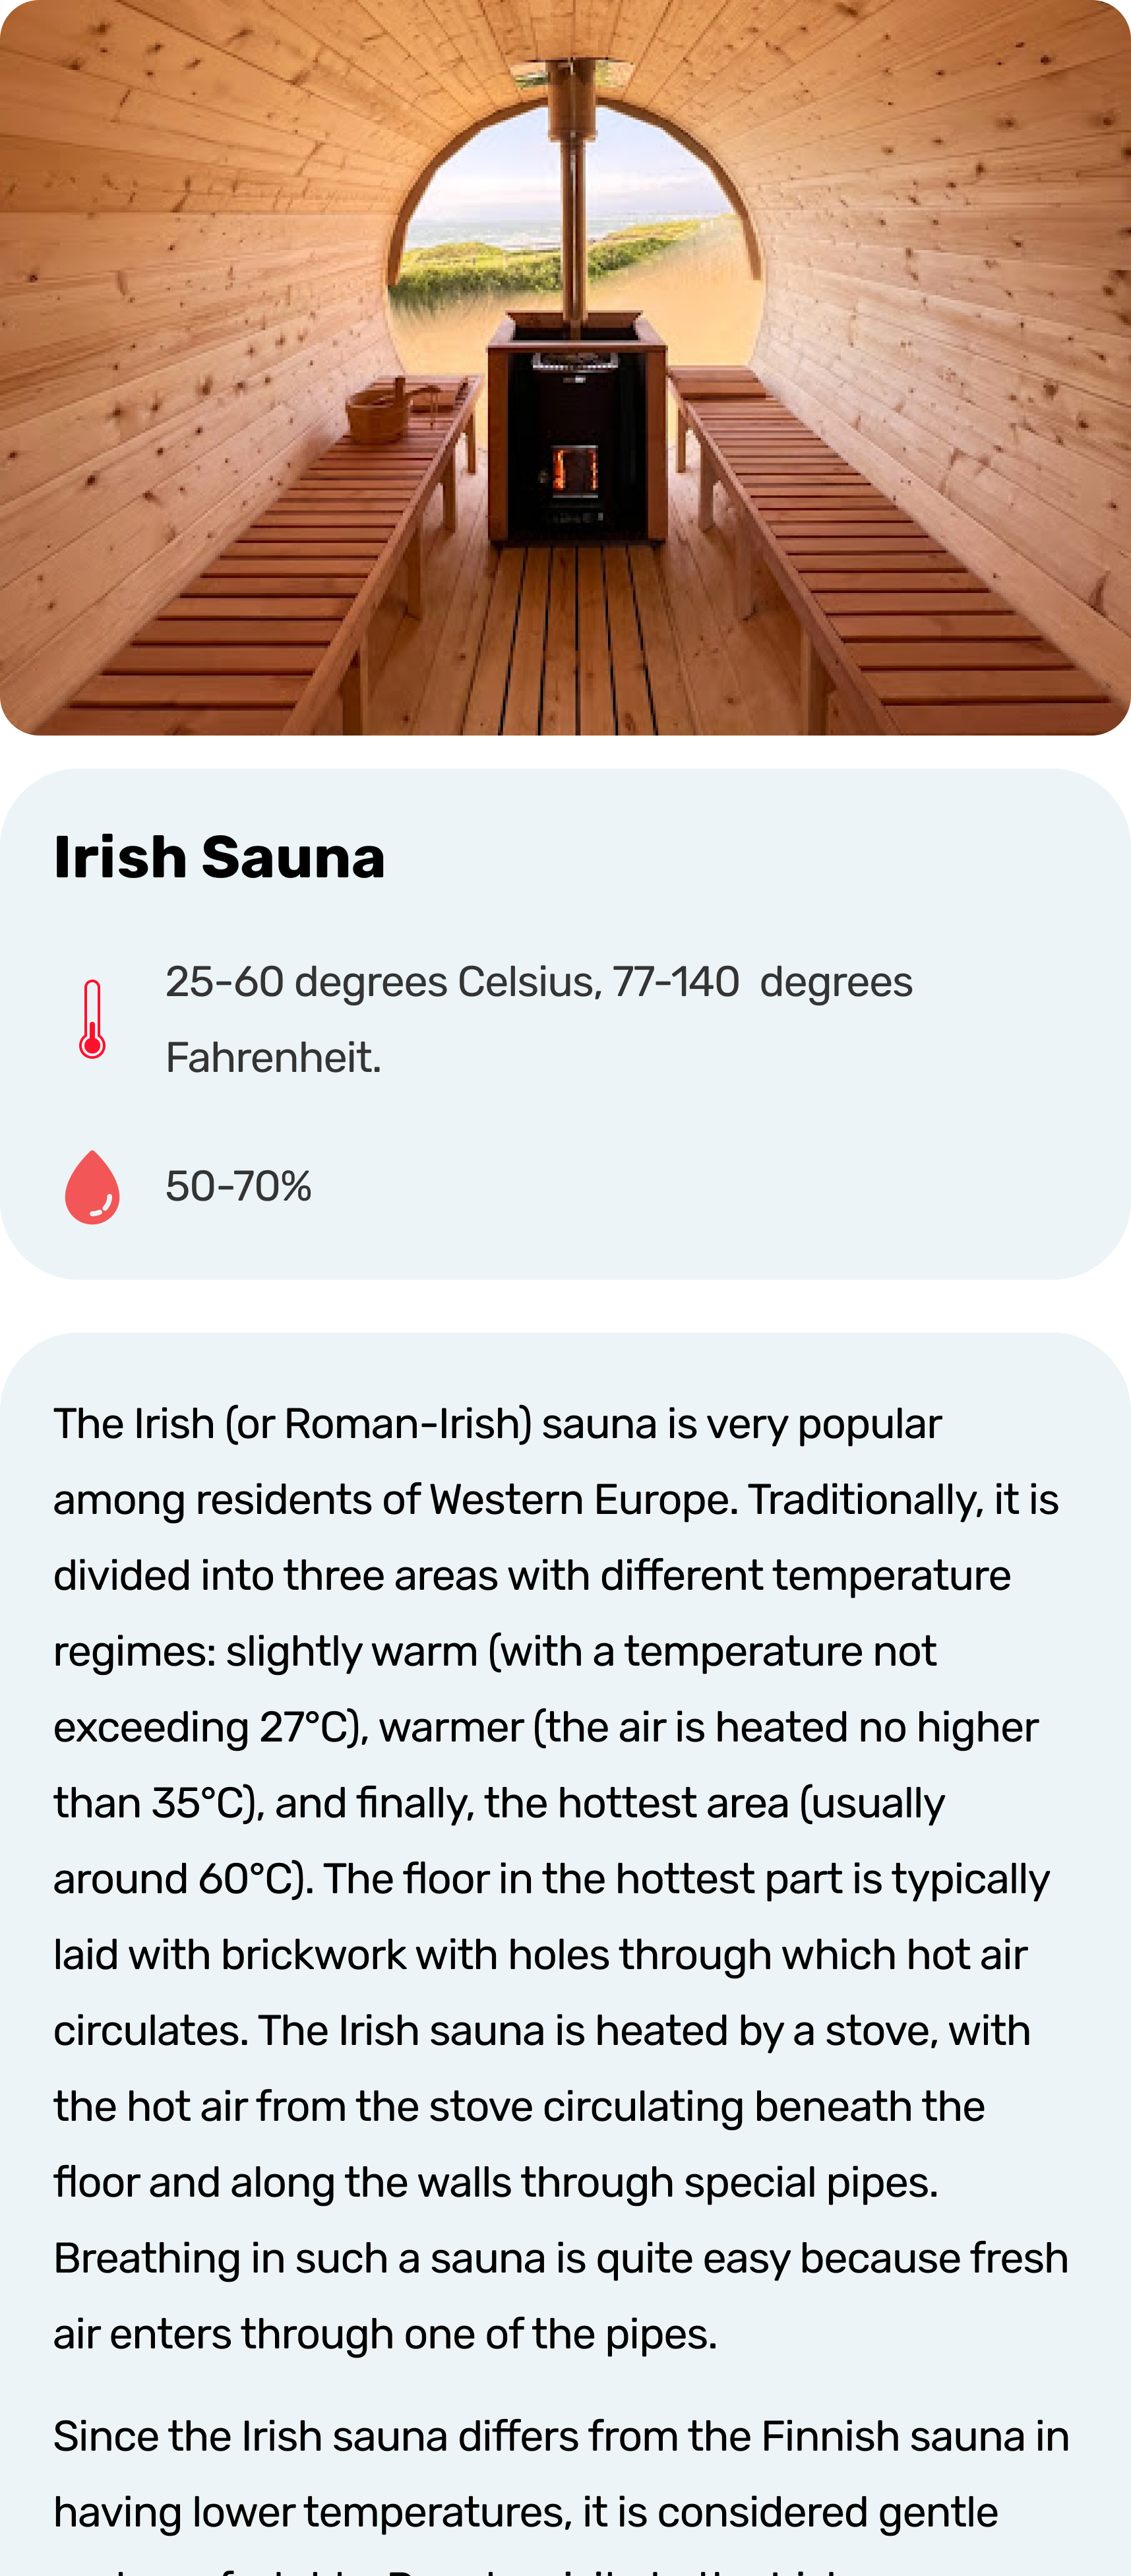 Irish Sauna
25-60 degrees Celsius, 77-140  degrees
Fahrenheit.
50-70%
The Irish (or Roman-Irish) sauna is very popular
among residents of Western Europe. Traditionally, it is
divided into three areas with different temperature
regimes: slightly warm (with a temperature not
exceeding 27°C), warmer (the air is heated no higher
than 35°C), and finally, the hottest area (usually
around 60°C). The floor in the hottest part is typically
laid with brickwork with holes through which hot air
circulates. The Irish sauna is heated by a stove, with
the hot air from the stove circulating beneath the
floor and along the walls through special pipes.
Breathing in such a sauna is quite easy because fresh
air enters through one of the pipes.
Since the Irish sauna differs from the Finnish sauna in
having lower temperatures, it is considered gentle